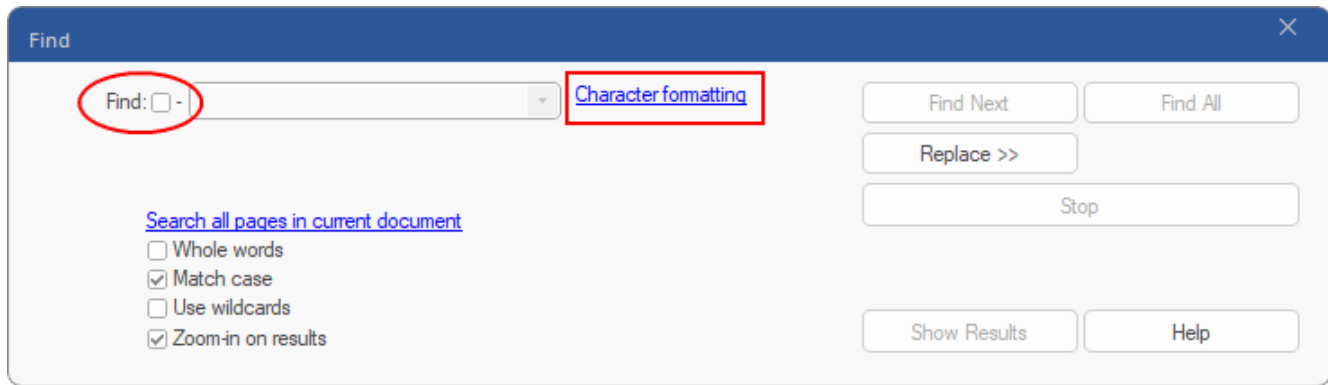 Find
Find: - Character formatting
Find Next Find All
Replace >>
Stop
Search all pages in current document
Whole words
Match case
Use wildcards
Zoom-in on results
Show Results Help